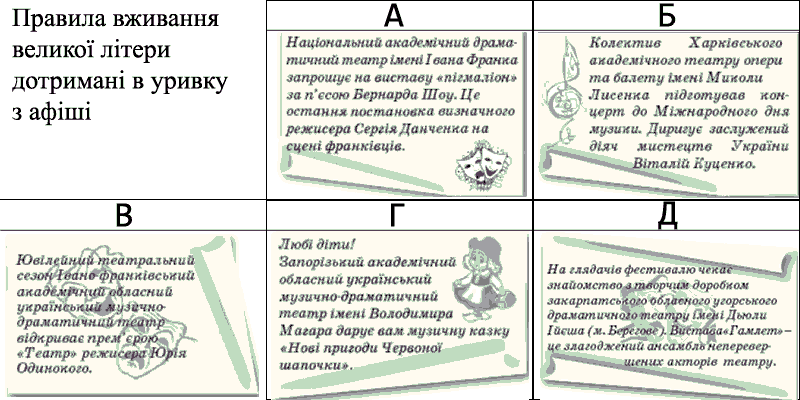 Правила вживання
великої літери
дотримані в уривку
з афіші
А
Національний академічний драма-
тичний театр імені Івана Франка
запрошує на виставу «пігмаліон»
за п’єсою Бернарда Шоу. Це
остання постановка визначного
режисера Сергія Данченка на
сцені франківців.
Б
Колектив Харківського
академічного театру опери
та балету імені Миколи
Лисенка підготував кон-
церт до Міжнародного дня
музики. Диригує заслужений
діяч мистецтв України
Віталій Куценко.
В
Ювілейний театральний
сезон Івано-франківський
академічний обласний
український музично-
драматичний театр
відкриває прем’єрою
«Театр» режисера Юрія
Одинокого.
Г
Любі діти!
Запорізький академічний
обласний український
музично-драматичний
театр імені Володимира
Магара дарує вам музичну казку
«Нові пригоди Червоної
шапочки».
Д
На глядачів фестивалю чекає
знайомство з творчим доробком
закарпатського обласного угорського
драматичного театру імені Дьюли
Ійєша (м. Берегове). Вистава«Гамлет» –
це злагоджений ансамбль неперевер-
шених акторів театру.